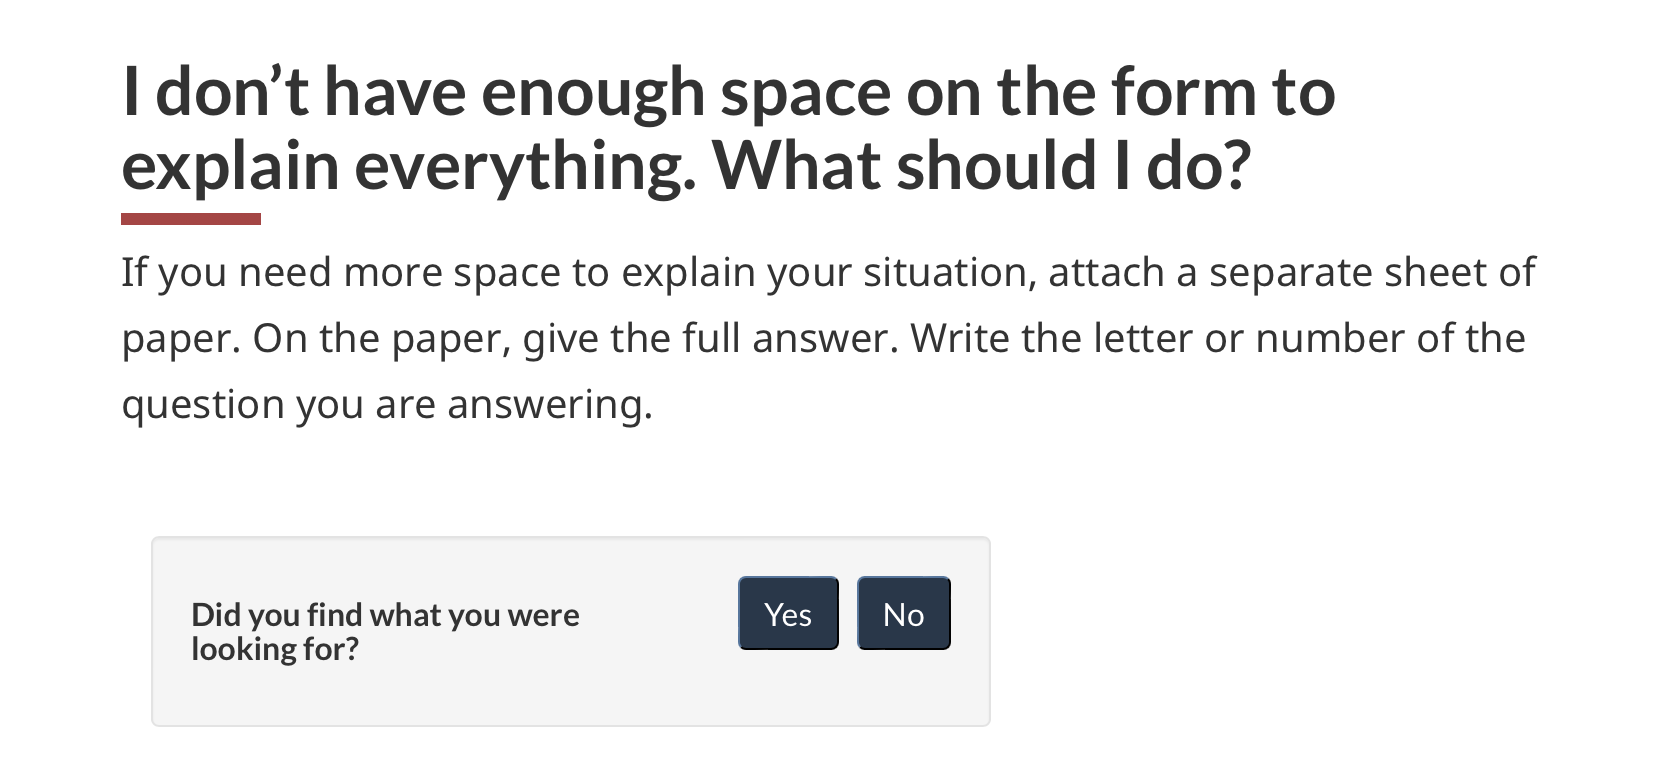 I don’t have enough space on the form to
explain everything. What should I do?
If you need more space to explain your situation, attach a separate sheet of
paper. On the paper, give the full answer. Write the letter or number of the
question you are answering.
Did you find what you were
looking for?
Yes No